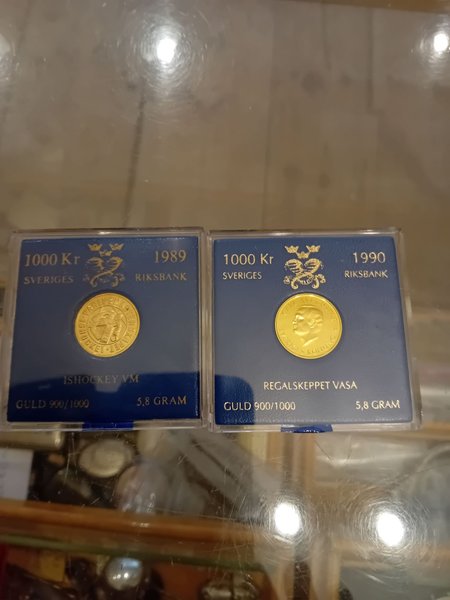 1000 Kr 1989
SVERIGES RIKSBANK
ISHOCKEY VM
GULD 900/1000 5,8 GRAM
1000 Kr 1990
SVERIGES RIKSBANK
REGALSKEPPET VASA
GULD 900/1000 5,8 GRAM